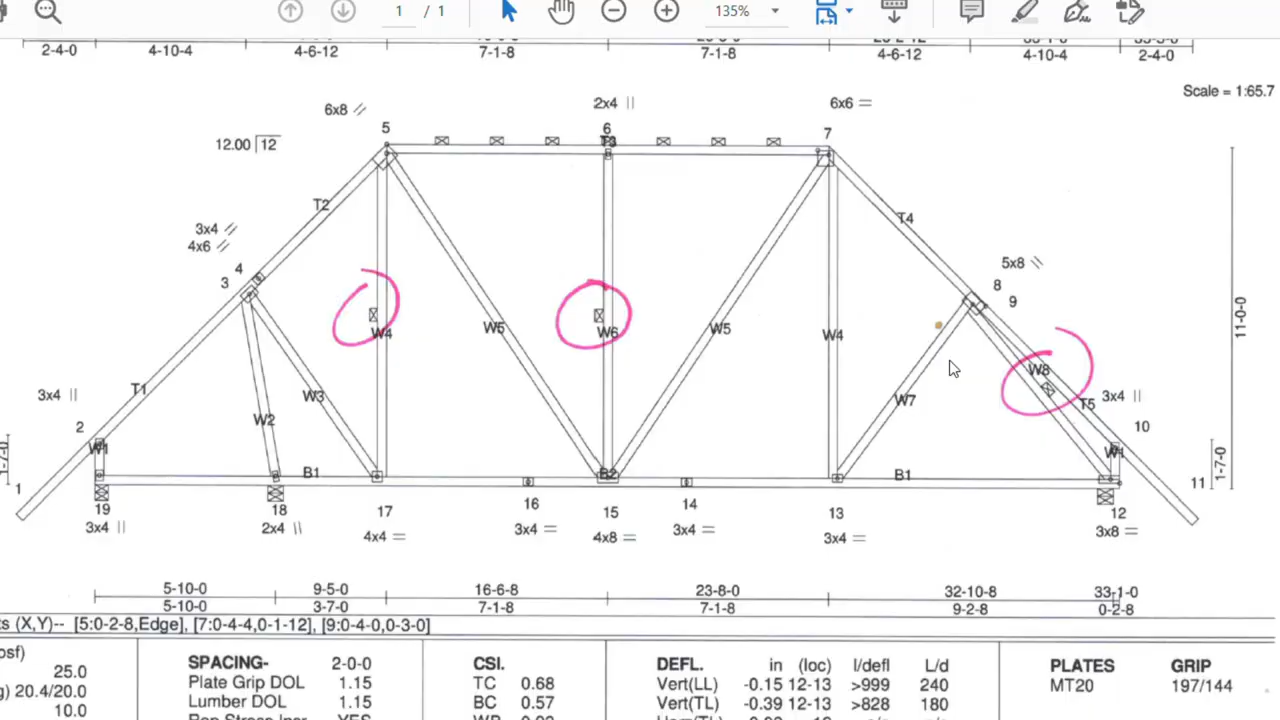 1 / 1 135%
2-4-0 4-10-4 4-6-12 7-1-8 7-1-8 4-6-12 4-10-4 2-4-0
Scale = 1:65.7
6x8 2x4 || 6x6 =
5 6 7
12.00 12
T2 T4
3x4
4x6
5x8
4 8
3 9
11-0-0
W4 W5 W6 W5 W4
W8
T1 W3 W7 T5
3x4 || 3x4 ||
W2
2 10
W1 W1
1-7-0 1-7-0
B1 B2 B1
1 11
19 18 17 16 15 14 13 12
3x4 || 2x4 \\ 4x4 = 3x4 = 4x8 = 3x4 = 3x4 = 3x8 =
5-10-0 9-5-0 16-6-8 23-8-0 32-10-8 33-1-0
5-10-0 3-7-0 7-1-8 7-1-8 9-2-8 0-2-8
ts (X,Y)-- [5:0-2-8,Edge], [7:0-4-4,0-1-12], [9:0-4-0,0-3-0]
osf) SPACING- 2-0-0 CSI. DEFL. in (loc) l/defl L/d PLATES GRIP
25.0 Plate Grip DOL 1.15 TC 0.68 Vert(LL) -0.15 12-13 >999 240 MT20 197/144
g) 20.4/20.0 Lumber DOL 1.15 BC 0.57 Vert(TL) -0.39 12-13 >828 180
10.0 Rep Stress Incr YES